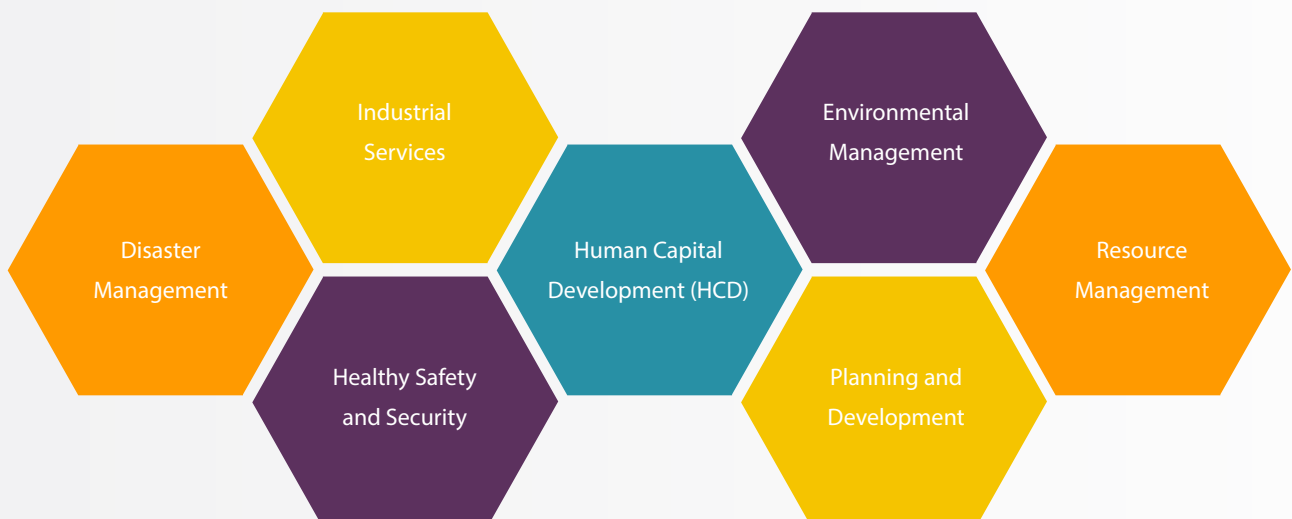 Industrial
Services
Environmental
Management
Disaster
Management
Human Capital
Development (HCD)
Resource
Management
Healthy Safety
and Security
Planning and
Development